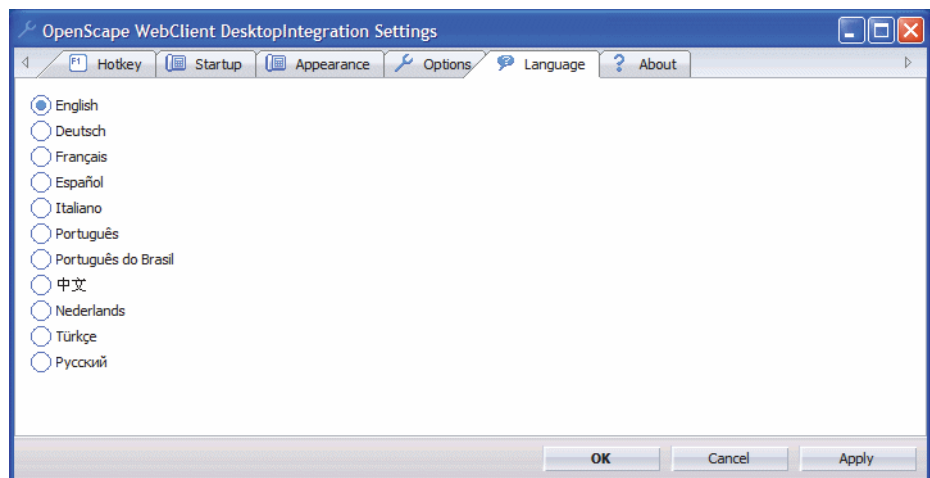 OpenScape WebClient DesktopIntegration Settings
F1 Hotkey Startup Appearance Options Language ? About
English
Deutsch
Français
Español
Italiano
Português
Português do Brasil
中文
Nederlands
Türkçe
Русский
OK Cancel Apply